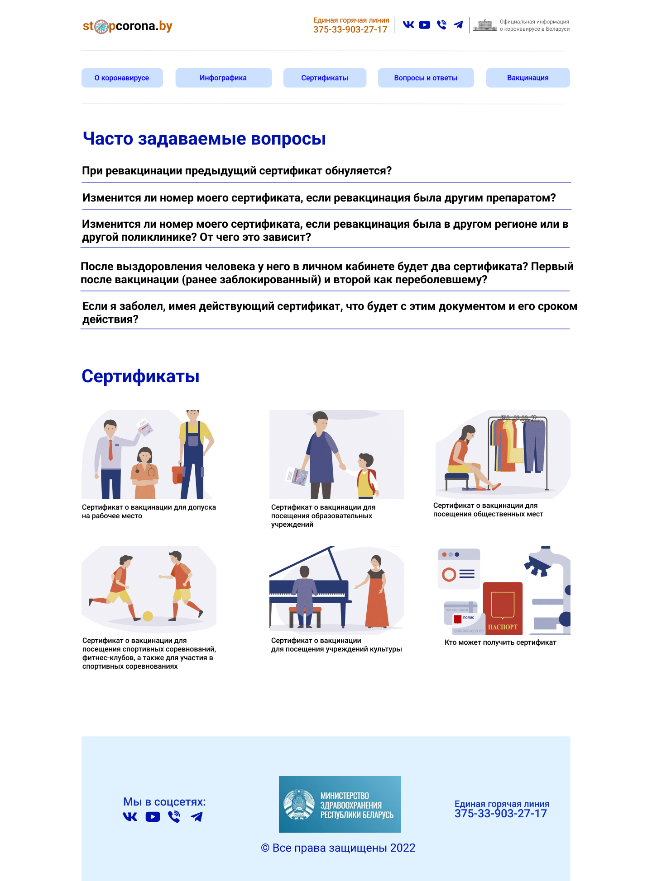 stopcorona.by
Единая горячая линия
375-33-903-27-17
Официальная информация
о коронавирусе в Беларуси
О коронавирусе
Инфографика
Сертификаты
Вопросы и ответы
Вакцинация
Часто задаваемые вопросы
При ревакцинации предыдущий сертификат обнуляется?
Изменится ли номер моего сертификата, если ревакцинация была другим препаратом?
Изменится ли номер моего сертификата, если ревакцинация была в другом регионе или в
другой поликлинике? От чего это зависит?
После выздоровления человека у него в личном кабинете будет два сертификата? Первый
после вакцинации (ранее заблокированный) и второй как переболевшему?
Если я заболел, имея действующий сертификат, что будет с этим документом и его сроком
действия?
Сертификаты
Сертификат о вакцинации для допуска
на рабочее место
Сертификат о вакцинации для
посещения образовательных
учреждений
Сертификат о вакцинации для
посещения общественных мест
ПОЛИС
ПАСПОРТ
Сертификат о вакцинации для
посещения спортивных соревнований,
фитнес-клубов, а также для участия в
спортивных соревнованиях
Сертификат о вакцинации
для посещения учреждений культуры
Кто может получить сертификат
Мы в соцсетях:
МИНИСТЕРСТВО
ЗДРАВООХРАНЕНИЯ
РЕСПУБЛИКИ БЕЛАРУСЬ
Единая горячая линия
375-33-903-27-17
© Все права защищены 2022